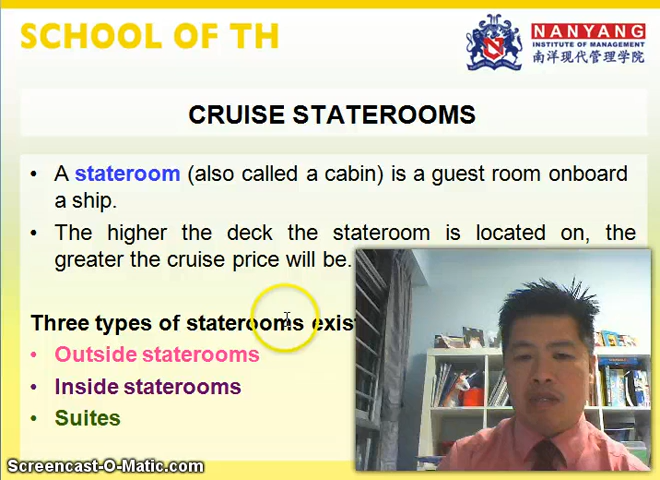 SCHOOL OF TH
NANYANG
INSTITUTE OF MANAGEMENT
南洋现代管理学院
CRUISE STATEROOMS
• A stateroom (also called a cabin) is a guest room onboard
a ship.
• The higher the deck the stateroom is located on, the
greater the cruise price will be.
Three types of staterooms exist
• Outside staterooms
• Inside staterooms
• Suites
Screencast-O-Matic.com